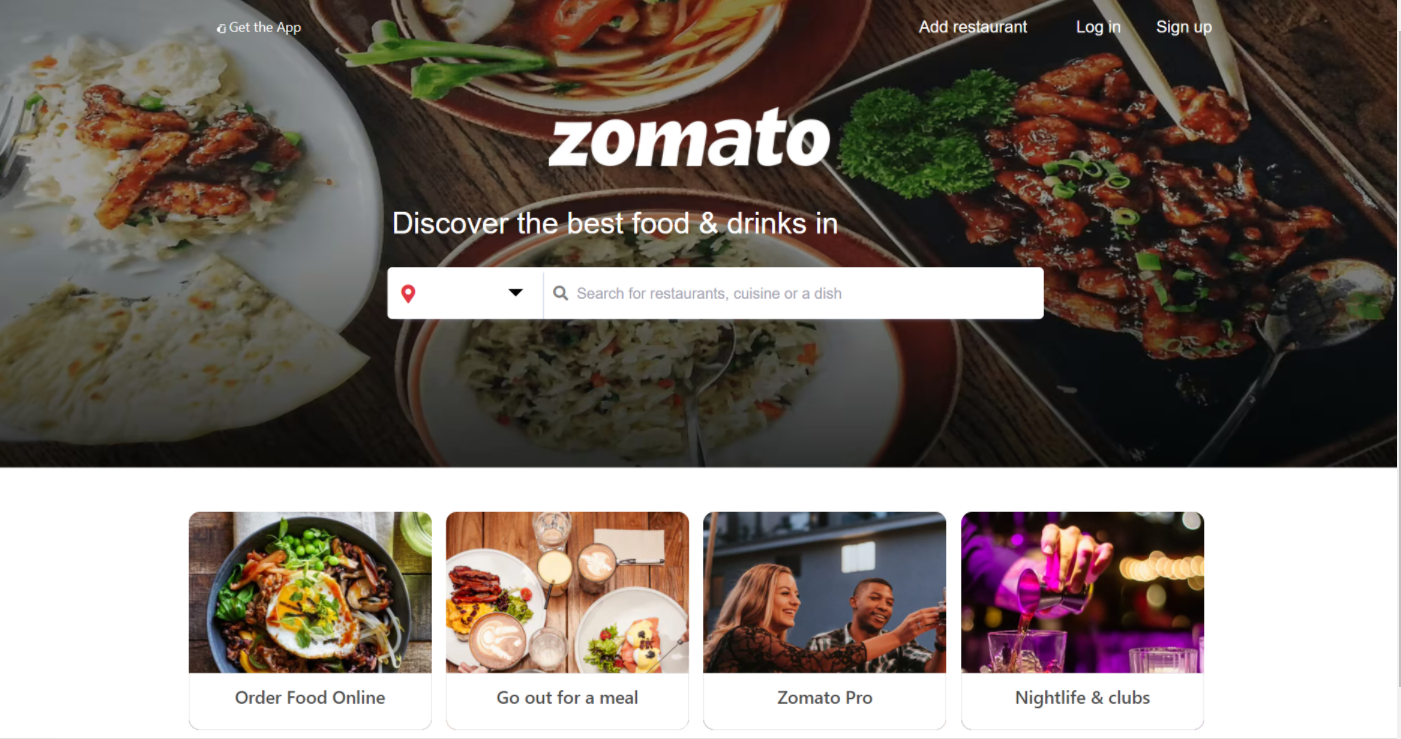 Get the App
Add restaurant
Log in
Sign up
zomato
Discover the best food & drinks in
Search for restaurants, cuisine or a dish
Order Food Online
Go out for a meal
Zomato Pro
Nightlife & clubs